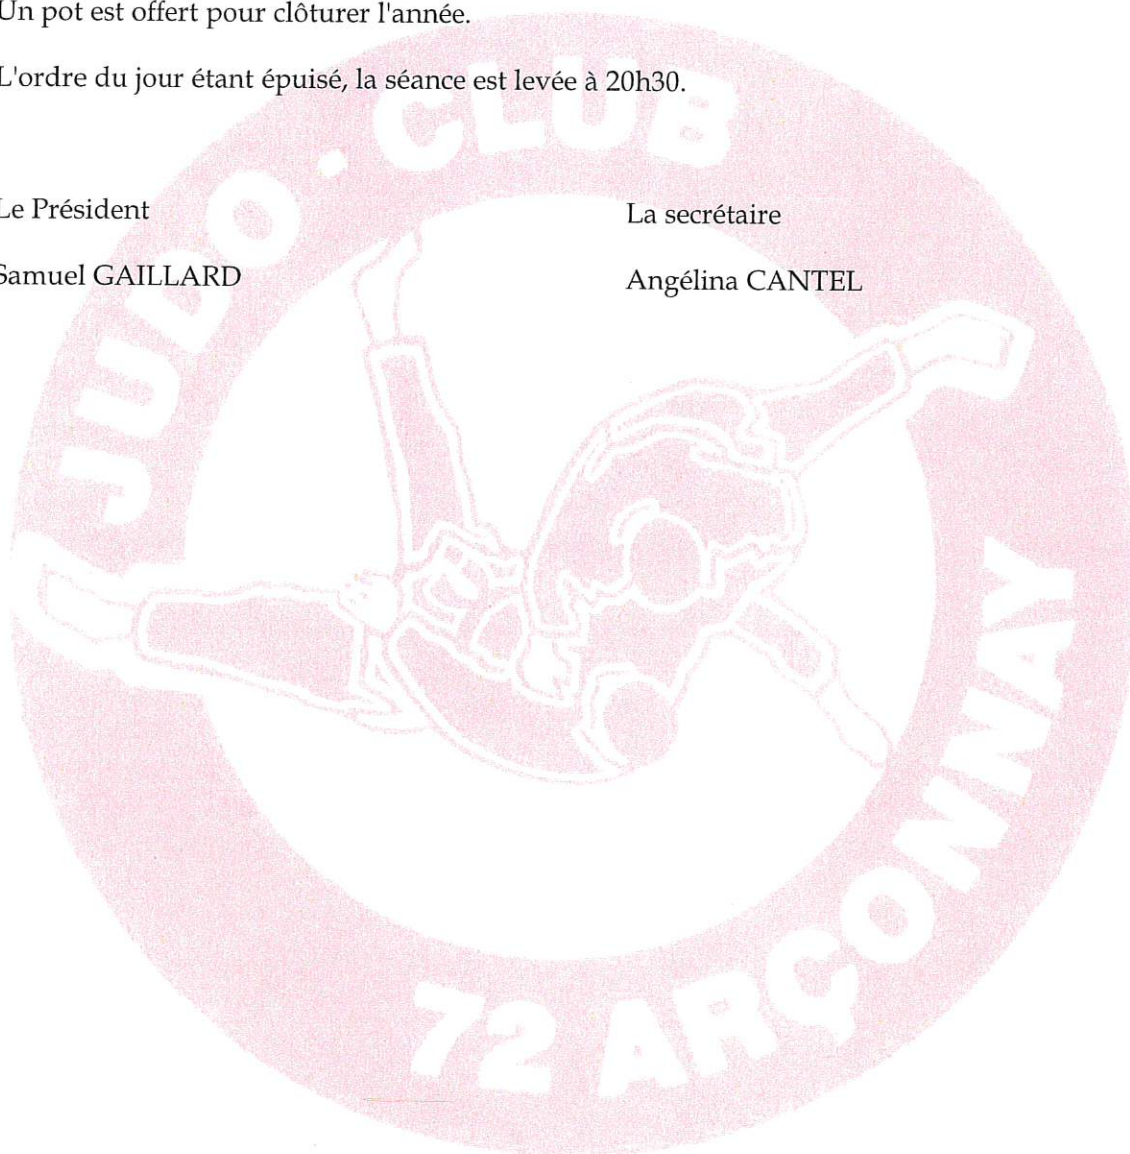 Un pot est offert pour clôturer l'année.
L'ordre du jour étant épuisé, la séance est levée à 20h30.
Le Président
La secrétaire
Samuel GAILLARD
Angélina CANTEL
JUDO - CLUB
72 ARÇONNAY